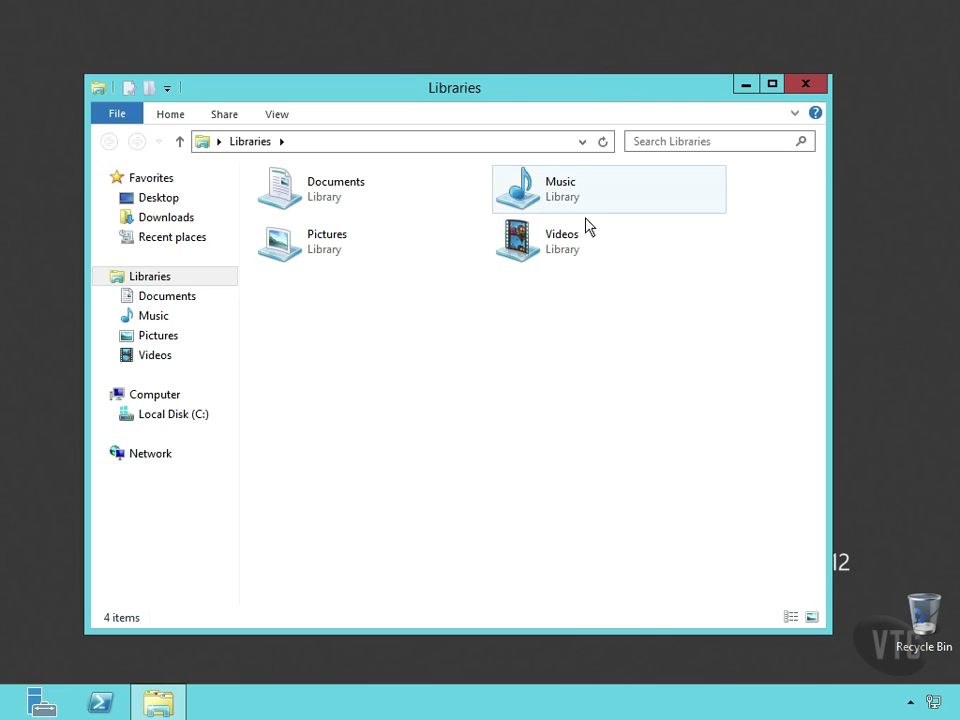 Libraries
File
Home
Share
View
Libraries
Search Libraries
Favorites
Desktop
Downloads
Recent places
Libraries
Documents
Music
Pictures
Videos
Computer
Local Disk (C:)
Network
Documents
Library
Music
Library
Pictures
Library
Videos
Library
4 items
12
VTC
Recycle Bin